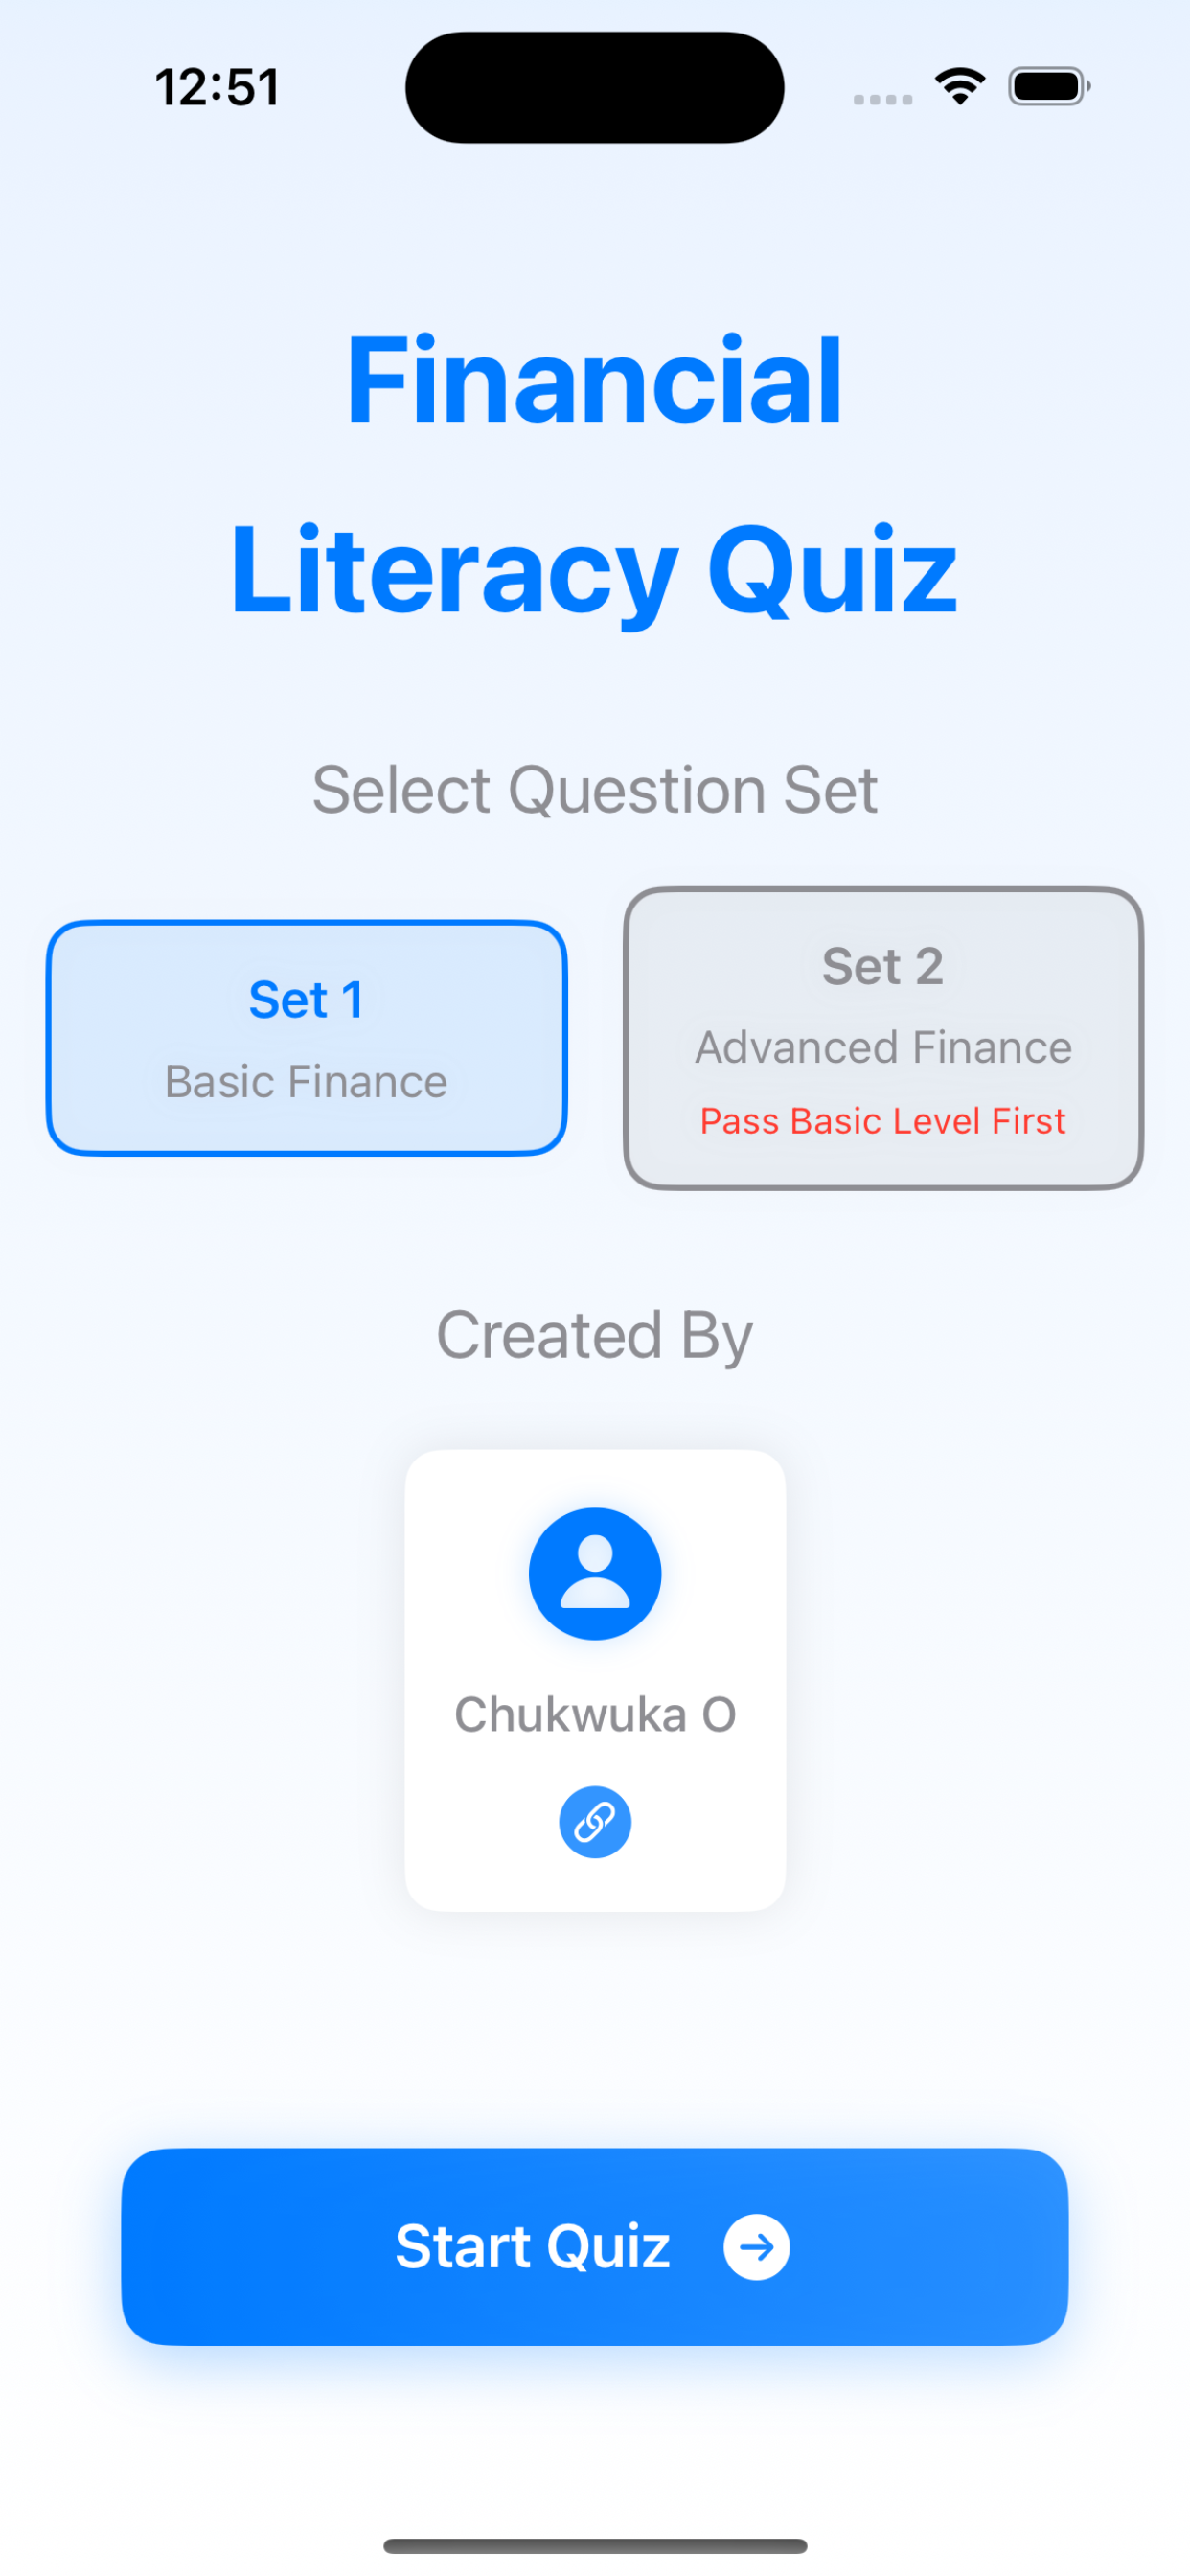 12:51
Financial
Literacy Quiz
Select Question Set
Set 1
Basic Finance
Set 2
Advanced Finance
Pass Basic Level First
Created By
Chukwuka O
Start Quiz